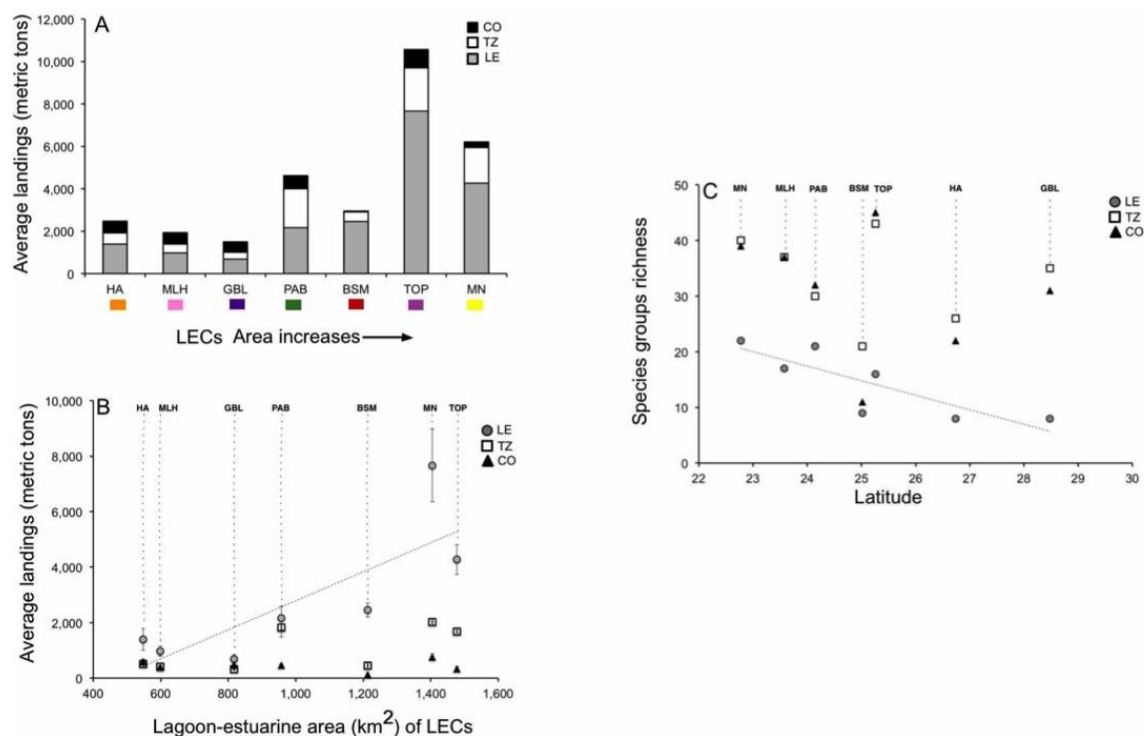 A
CO
TZ
LE
12,000
10,000
8,000
6,000
4,000
2,000
0
Average landings (metric tons)
HA MLH GBL PAB BSM TOP MN
LECs Area increases
B
HA MLH GBL PAB BSM MN TOP
LE
TZ
CO
10,000
8,000
6,000
4,000
2,000
0
Average landings (metric tons)
400 600 800 1,000 1,200 1,400 1,600
Lagoon-estuarine area (km2) of LECs
C
MN MLH PAB BSM TOP HA GBL
LE
TZ
CO
50
40
30
20
10
0
Species groups richness
22 23 24 25 26 27 28 29 30
Latitude